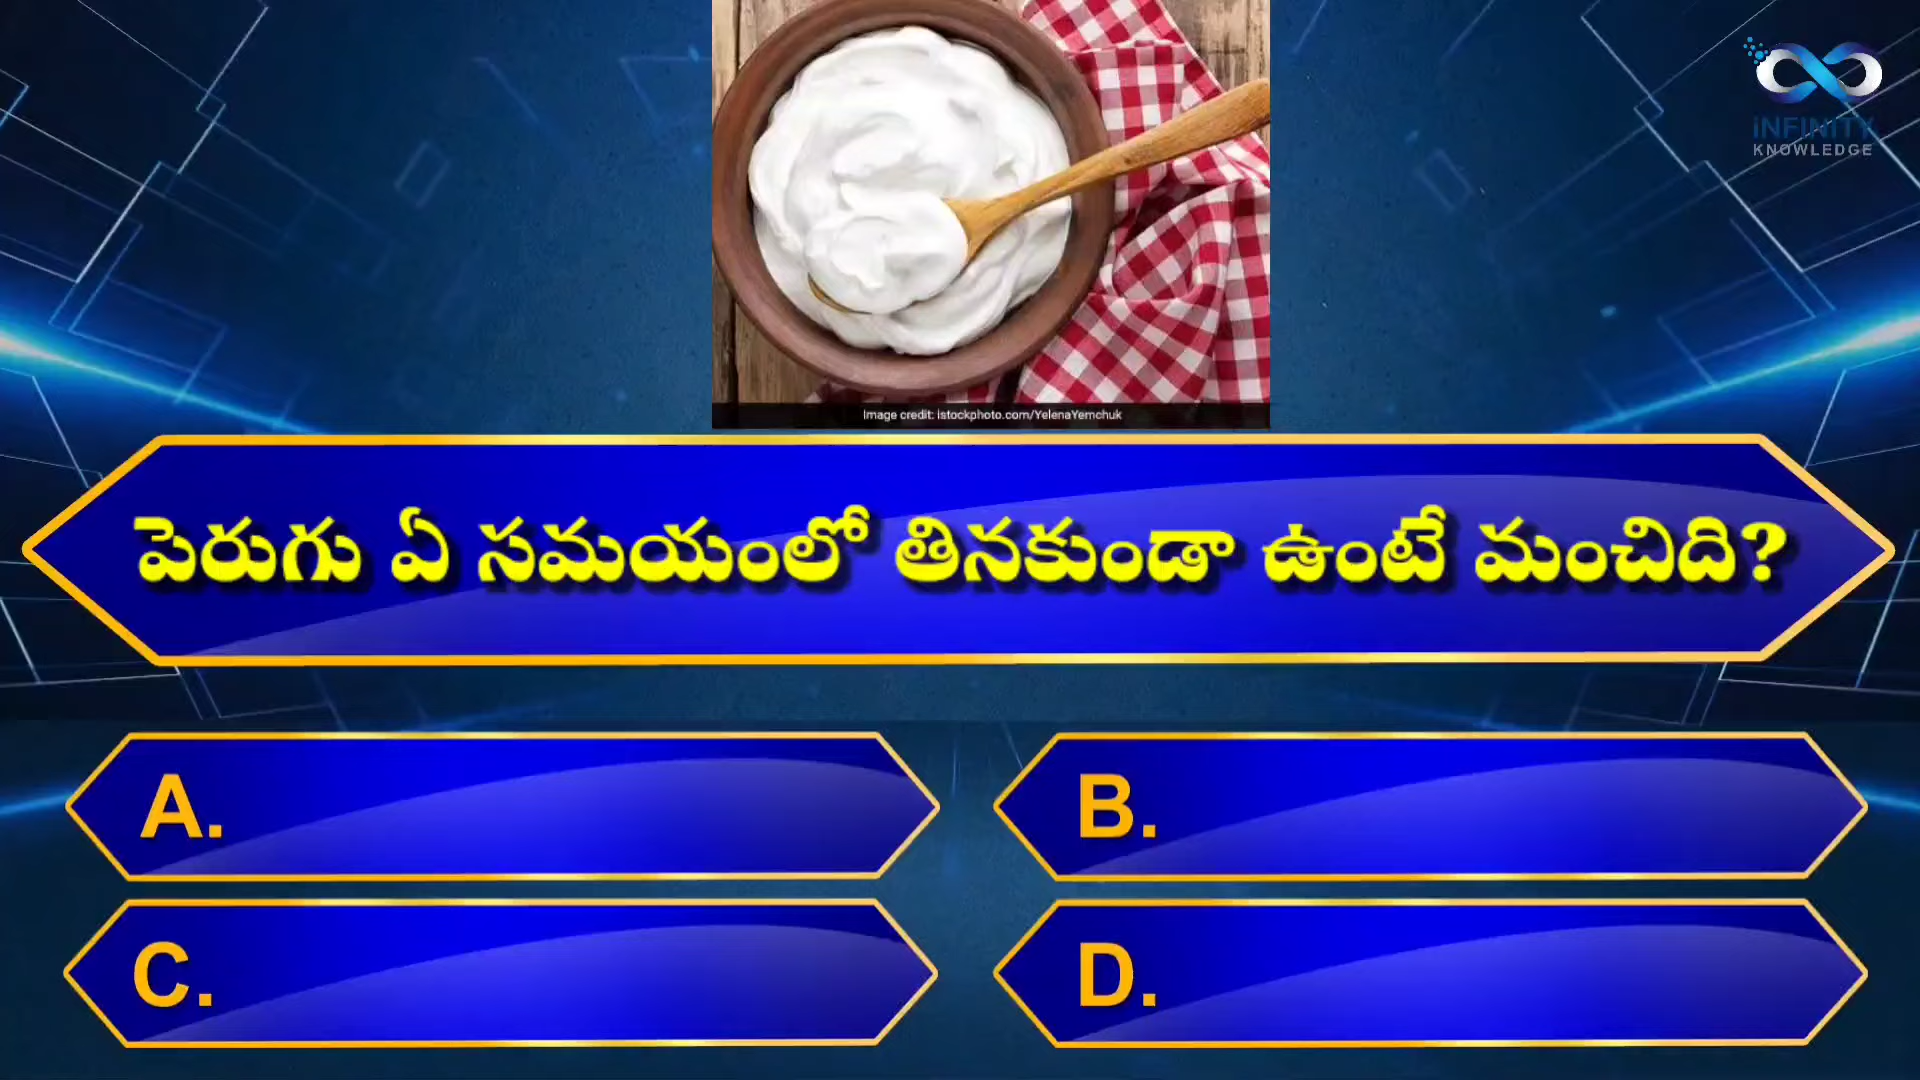 INFINITY
KNOWLEDGE
Image credit: istockphoto.com/YelenaYemchuk
పెరుగు ఏ సమయంలో తినకుండా ఉంటే మంచిది?
A.
B.
C.
D.